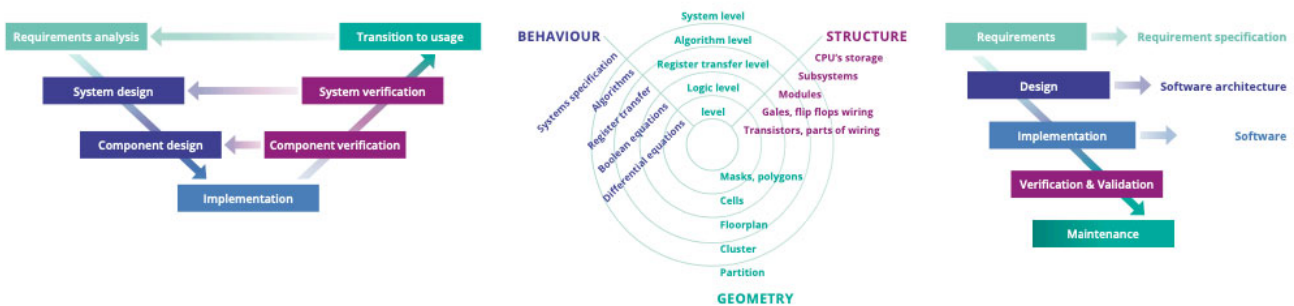 Requirements analysis
Transition to usage
System design
System verification
Component design
Component verification
Implementation
BEHAVIOUR
STRUCTURE
System level
Algorithm level
Register transfer level
Logic level
level
Systems specification
Algorithms
Register transfer
Boolean equations
Differential equations
CPU's storage
Subsystems
Modules
Gales, flip flops wiring
Transistors, parts of wiring
Masks, polygons
Cells
Floorplan
Cluster
Partition
GEOMETRY
Requirements
Requirement specification
Design
Software architecture
Implementation
Software
Verification & Validation
Maintenance